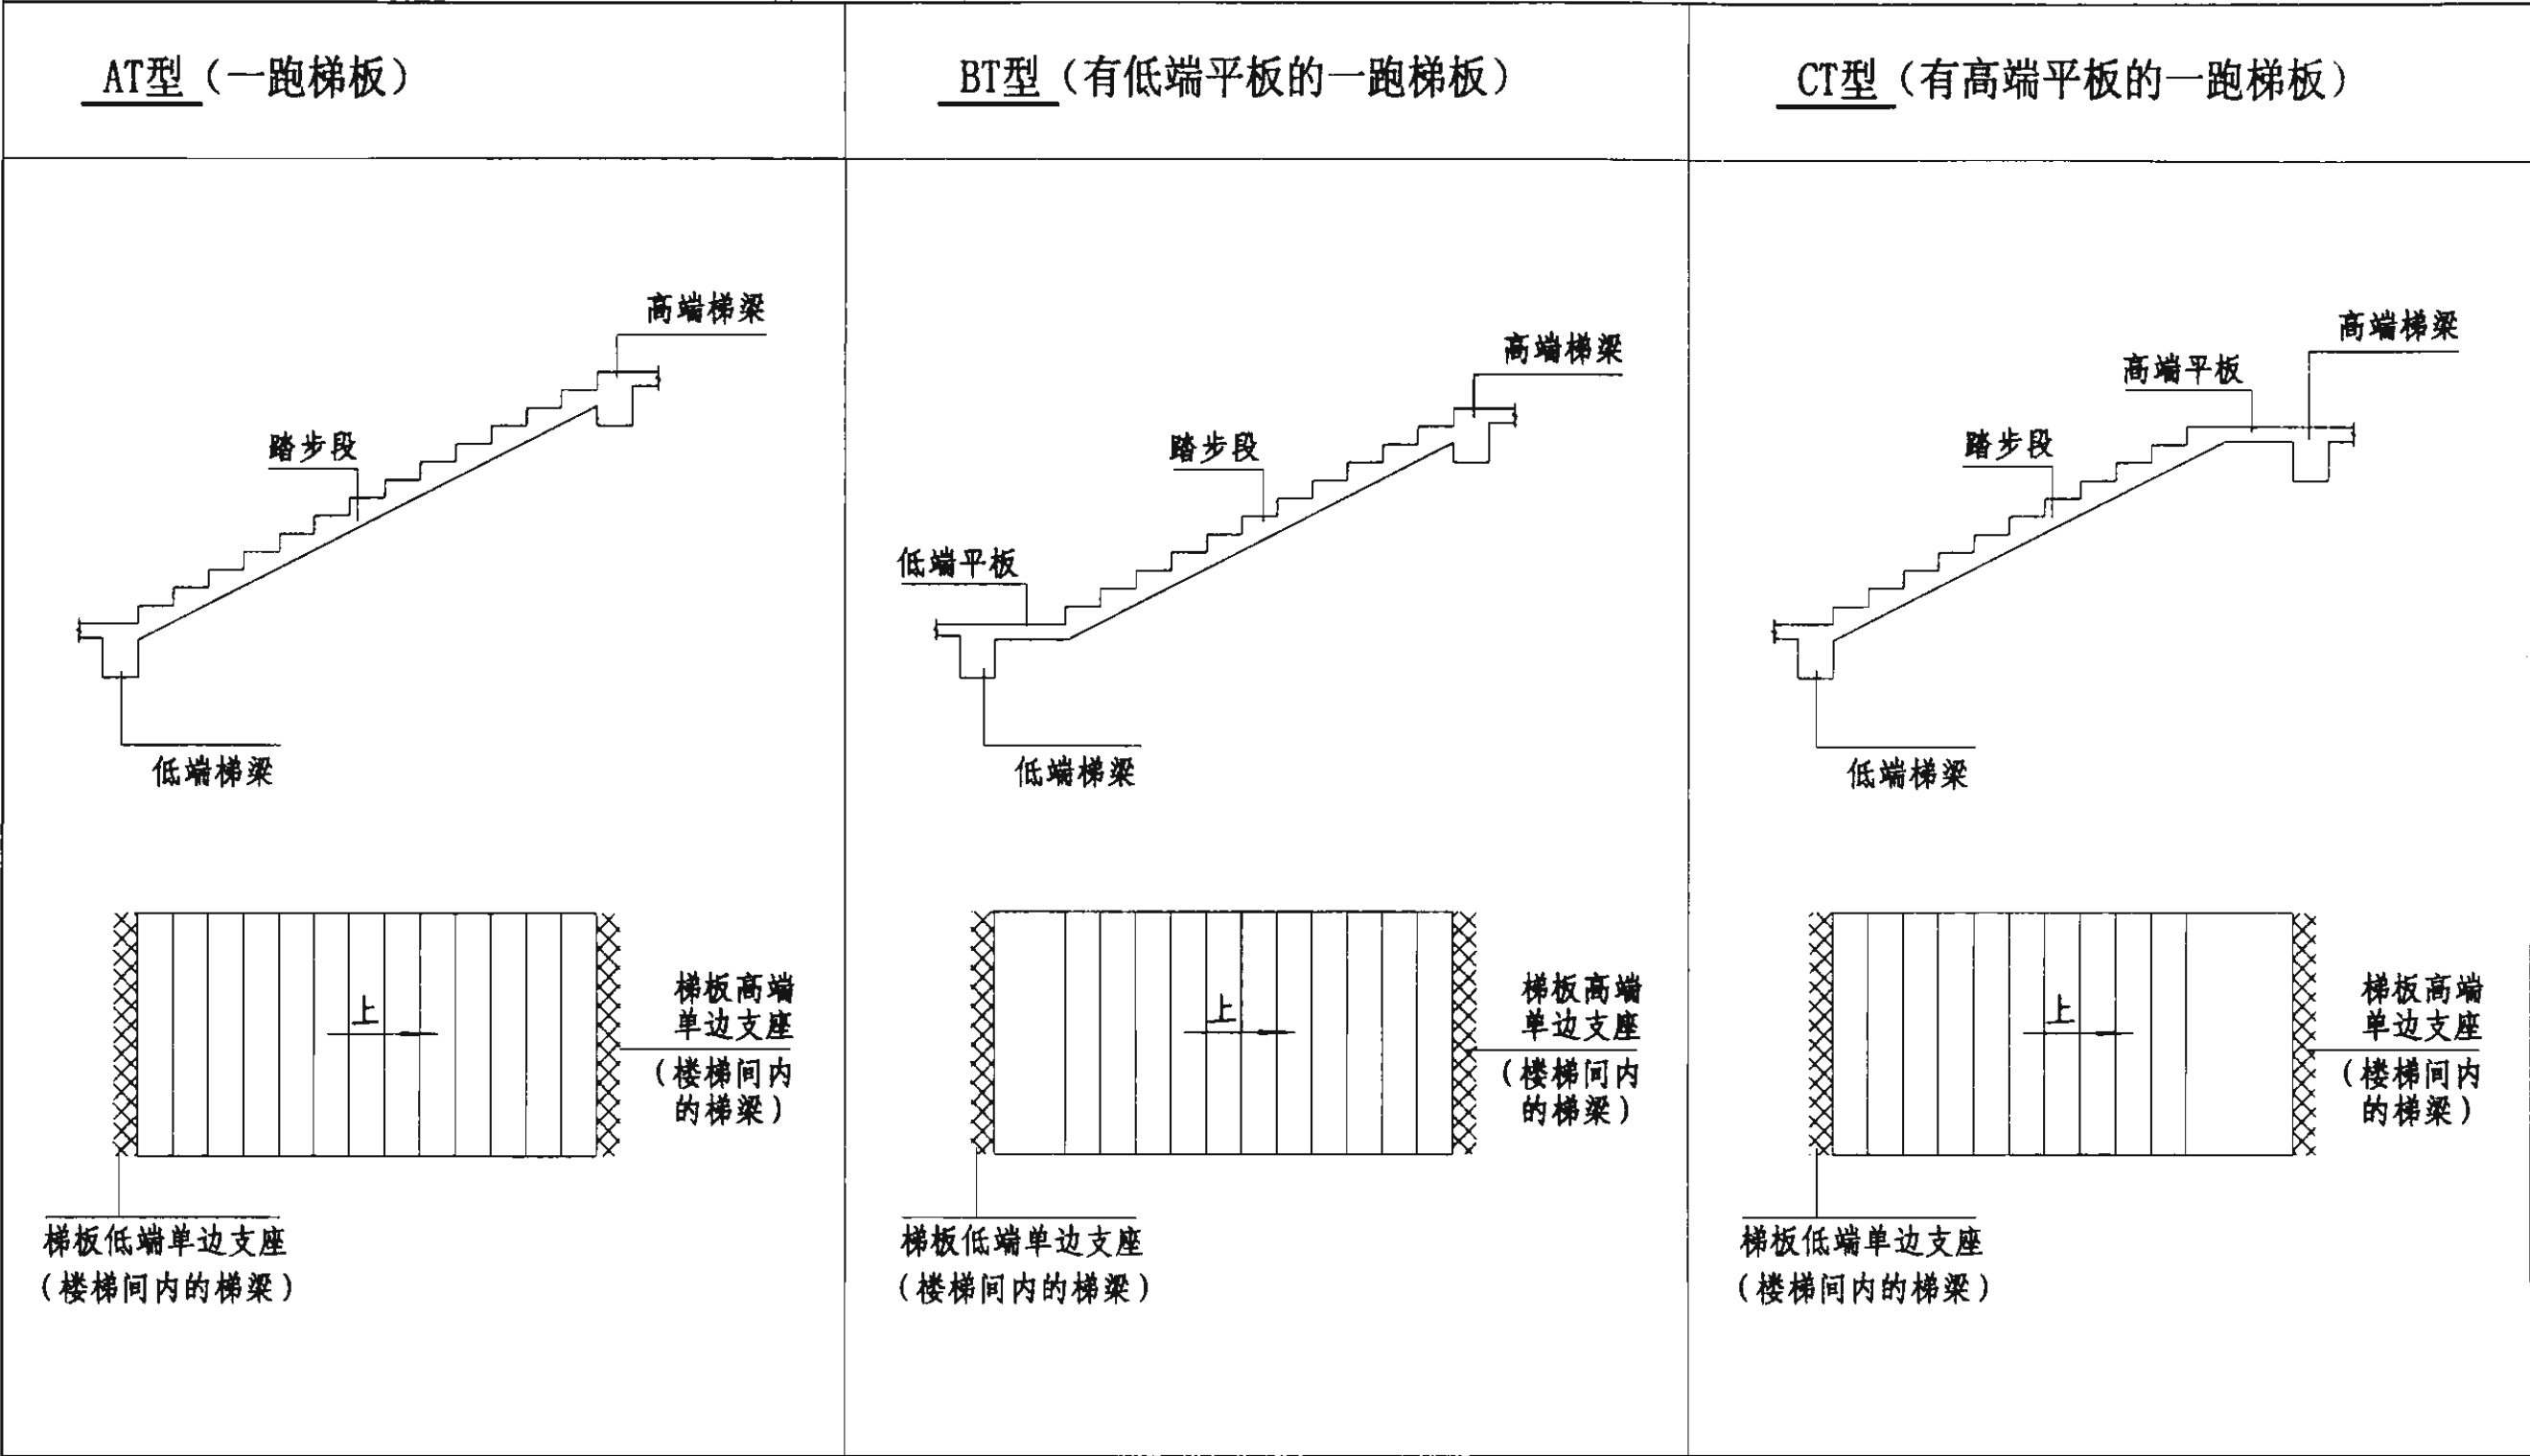 AT型（一跑梯板）
BT型（有低端平板的一跑梯板）
CT型（有高端平板的一跑梯板）
高端梯梁
踏步段
低端梯梁
高端梯梁
踏步段
低端平板
低端梯梁
高端梯梁
高端平板
踏步段
低端梯梁
上
梯板高端
单边支座
（楼梯间内
的梯梁）
梯板低端单边支座
（楼梯间内的梯梁）
上
梯板高端
单边支座
（楼梯间内
的梯梁）
梯板低端单边支座
（楼梯间内的梯梁）
上
梯板高端
单边支座
（楼梯间内
的梯梁）
梯板低端单边支座
（楼梯间内的梯梁）